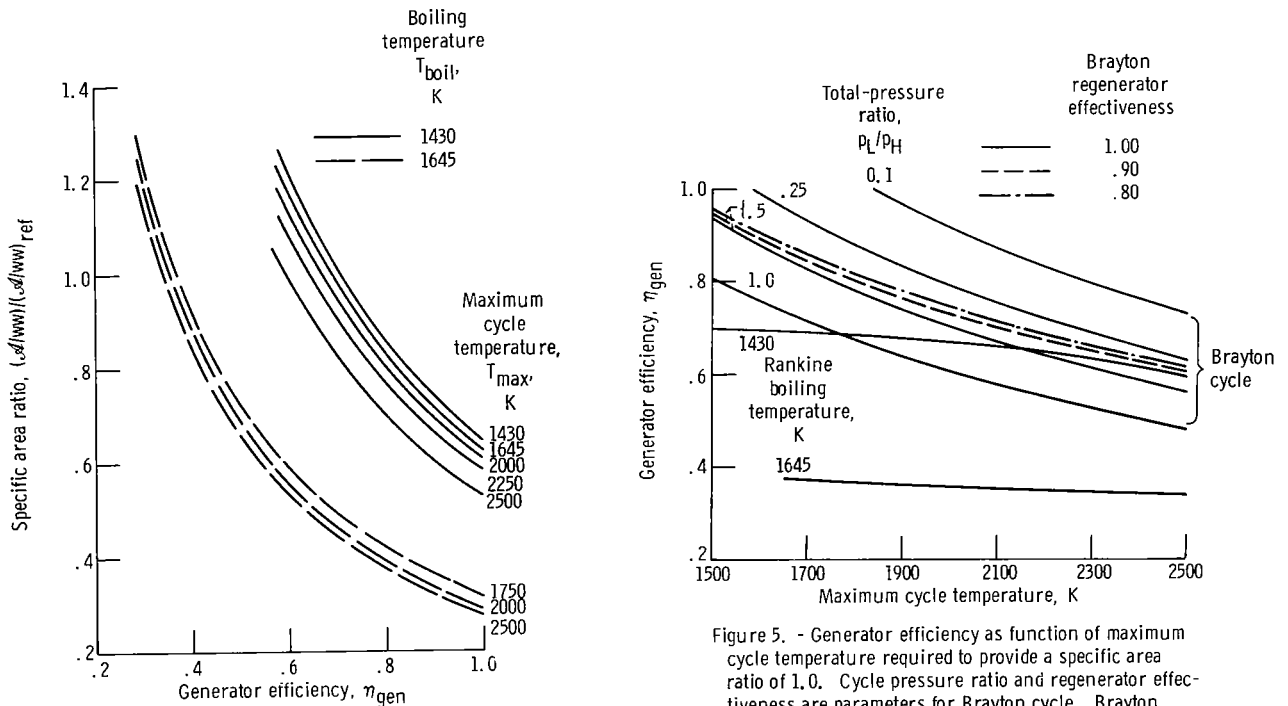 Boiling
temperature
T_boil,
K
1430
1645
1.4
1.2
1.0
.8
.6
.4
.2
Specific area ratio, (𝒜/ww)/(𝒜/ww)_ref
Maximum
cycle
temperature,
T_max,
K
1430
1645
2000
2250
2500
1750
2000
2500
.2
.4
.6
.8
1.0
Generator efficiency, η_gen
Total-pressure
ratio,
p_L/p_H
0.1
Brayton
regenerator
effectiveness
1.00
.90
.80
1.0
.8
.6
.4
.2
Generator efficiency, η_gen
.25
.5
1.0
1430
Rankine
boiling
temperature,
K
1645
Brayton
cycle
1500
1700
1900
2100
2300
2500
Maximum cycle temperature, K
Figure 5. - Generator efficiency as function of maximum
cycle temperature required to provide a specific area
ratio of 1.0. Cycle pressure ratio and regenerator effec-
tiveness are parameters for Brayton cycle. Brayton